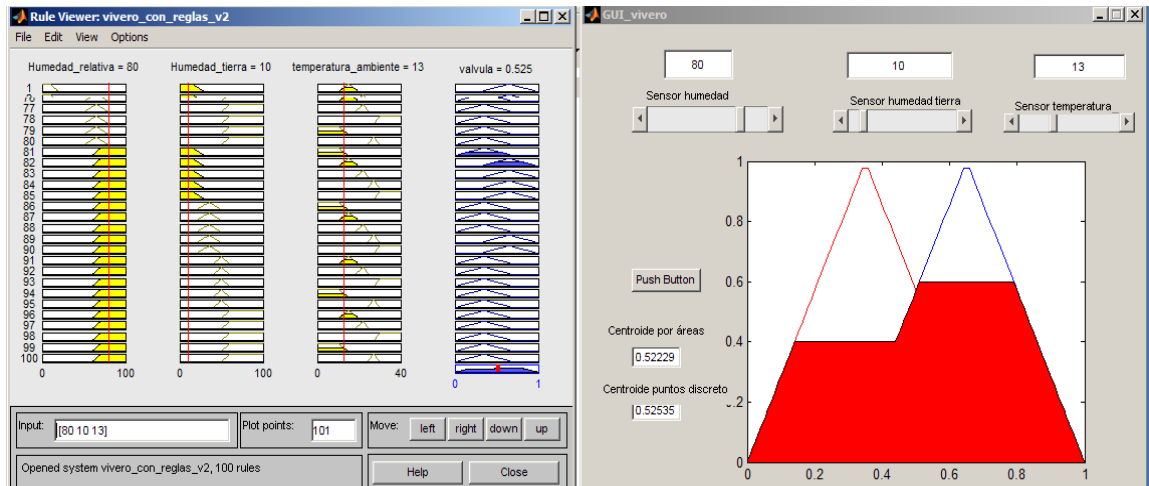 Rule Viewer: vivero_con_reglas_v2
File Edit View Options
Humedad_relativa = 80 Humedad_tierra = 10 temperatura_ambiente = 13 valvula = 0.525
1
77
78
79
80
81
82
83
84
85
86
87
88
89
90
91
92
93
94
95
96
97
98
99
100
0 100 0 100 0 40
0 1
Input: [80 10 13] Plot points: 101 Move: left right down up
Opened system vivero_con_reglas_v2, 100 rules Help Close
GUI_vivero
80 10 13
Sensor humedad Sensor humedad tierra Sensor temperatura_
1
0.8
0.6
0.4
0.2
0
0 0.2 0.4 0.6 0.8 1
Push Button
Centroide por áreas
0.52229
Centroide puntos discreto
0.52535